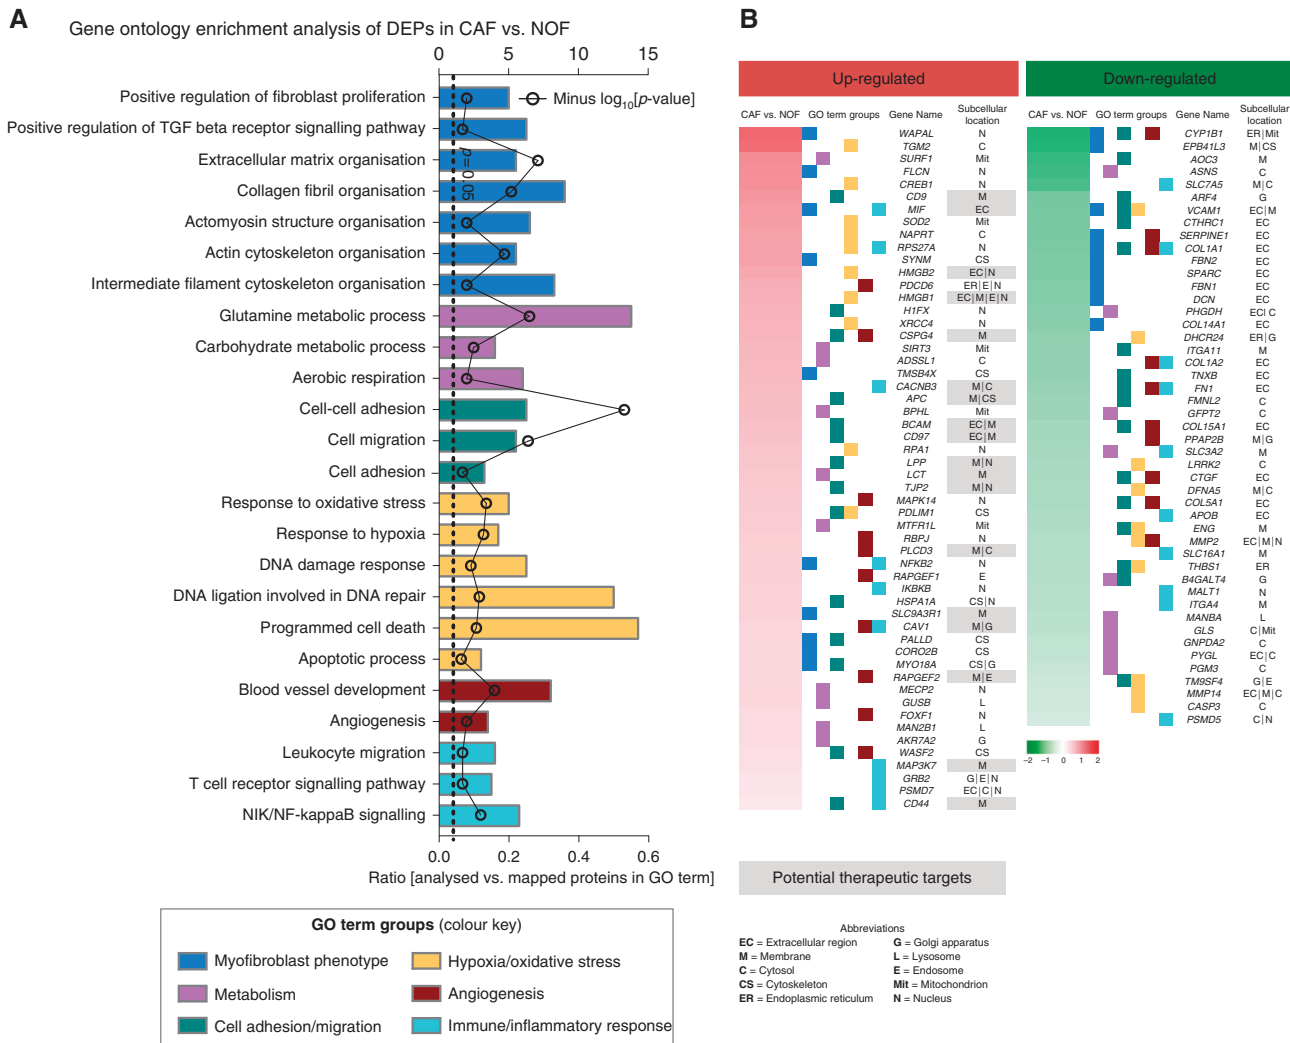 A
Gene ontology enrichment analysis of DEPs in CAF vs. NOF
0 5 10 15
Minus log10[p-value]
p = 0.05
Positive regulation of fibroblast proliferation
Positive regulation of TGF beta receptor signalling pathway
Extracellular matrix organisation
Collagen fibril organisation
Actomyosin structure organisation
Actin cytoskeleton organisation
Intermediate filament cytoskeleton organisation
Glutamine metabolic process
Carbohydrate metabolic process
Aerobic respiration
Cell-cell adhesion
Cell migration
Cell adhesion
Response to oxidative stress
Response to hypoxia
DNA damage response
DNA ligation involved in DNA repair
Programmed cell death
Apoptotic process
Blood vessel development
Angiogenesis
Leukocyte migration
T cell receptor signalling pathway
NIK/NF-kappaB signalling
0.0 0.2 0.4 0.6
Ratio [analysed vs. mapped proteins in GO term]
GO term groups (colour key)
Myofibroblast phenotype
Metabolism
Cell adhesion/migration
Hypoxia/oxidative stress
Angiogenesis
Immune/inflammatory response
B
Up-regulated
CAF vs. NOF GO term groups Gene Name Subcellular location
WAPAL N
TGM2 C
SURF1 Mit
FLCN N
CREB1 N
CD9 M
MIF EC
SOD2 Mit
NAPRT C
RPS27A N
SYNM CS
HMGB2 EC|N
PDCD6 ER|E|N
HMGB1 EC|M|E|N
H1FX N
XRCC4 N
CSPG4 M
SIRT3 Mit
ADSSL1 C
TMSB4X CS
CACNB3 M|C
APC M|CS
BPHL Mit
BCAM EC|M
CD97 EC|M
RPA1 N
LPP M|N
LCT M
TJP2 M|N
MAPK14 N
PDLIM1 CS
MTFR1L Mit
RBPJ N
PLCD3 M|C
NFKB2 N
RAPGEF1 E
IKBKB N
HSPA1A CS|N
SLC9A3R1 M
CAV1 M|G
PALLD CS
CORO2B CS
MYO18A CS|G
RAPGEF2 M|E
MECP2 N
GUSB L
FOXF1 N
MAN2B1 L
AKR7A2 G
WASF2 CS
MAP3K7 M
GRB2 G|E|N
PSMD7 EC|C|N
CD44 M
Down-regulated
CAF vs. NOF GO term groups Gene Name Subcellular location
CYP1B1 ER|Mit
EPB41L3 M|CS
AOC3 M
ASNS C
SLC7A5 M|C
ARF4 G
VCAM1 EC|M
CTHRC1 EC
SERPINE1 EC
COL1A1 EC
FBN2 EC
SPARC EC
FBN1 EC
DCN EC
PHGDH EC|C
COL14A1 EC
DHCR24 ER|G
ITGA11 M
COL1A2 EC
TNXB EC
FN1 EC
FMNL2 C
GFPT2 C
COL15A1 EC
PPAP2B M|G
SLC3A2 M
LRRK2 C
CTGF EC
DFNA5 M|C
COL5A1 EC
APOB EC
ENG M
MMP2 EC|M|N
SLC16A1 M
THBS1 ER
B4GALT4 G
MALT1 N
ITGA4 M
MANBA L
GLS C|Mit
GNPDA2 C
PYGL EC|C
PGM3 C
TM9SF4 G|E
MMP14 EC|M|C
CASP3 C
PSMD5 C|N
−2 −1 0 1 2
Potential therapeutic targets
Abbreviations
EC = Extracellular region
M = Membrane
C = Cytosol
CS = Cytoskeleton
ER = Endoplasmic reticulum
G = Golgi apparatus
L = Lysosome
E = Endosome
Mit = Mitochondrion
N = Nucleus